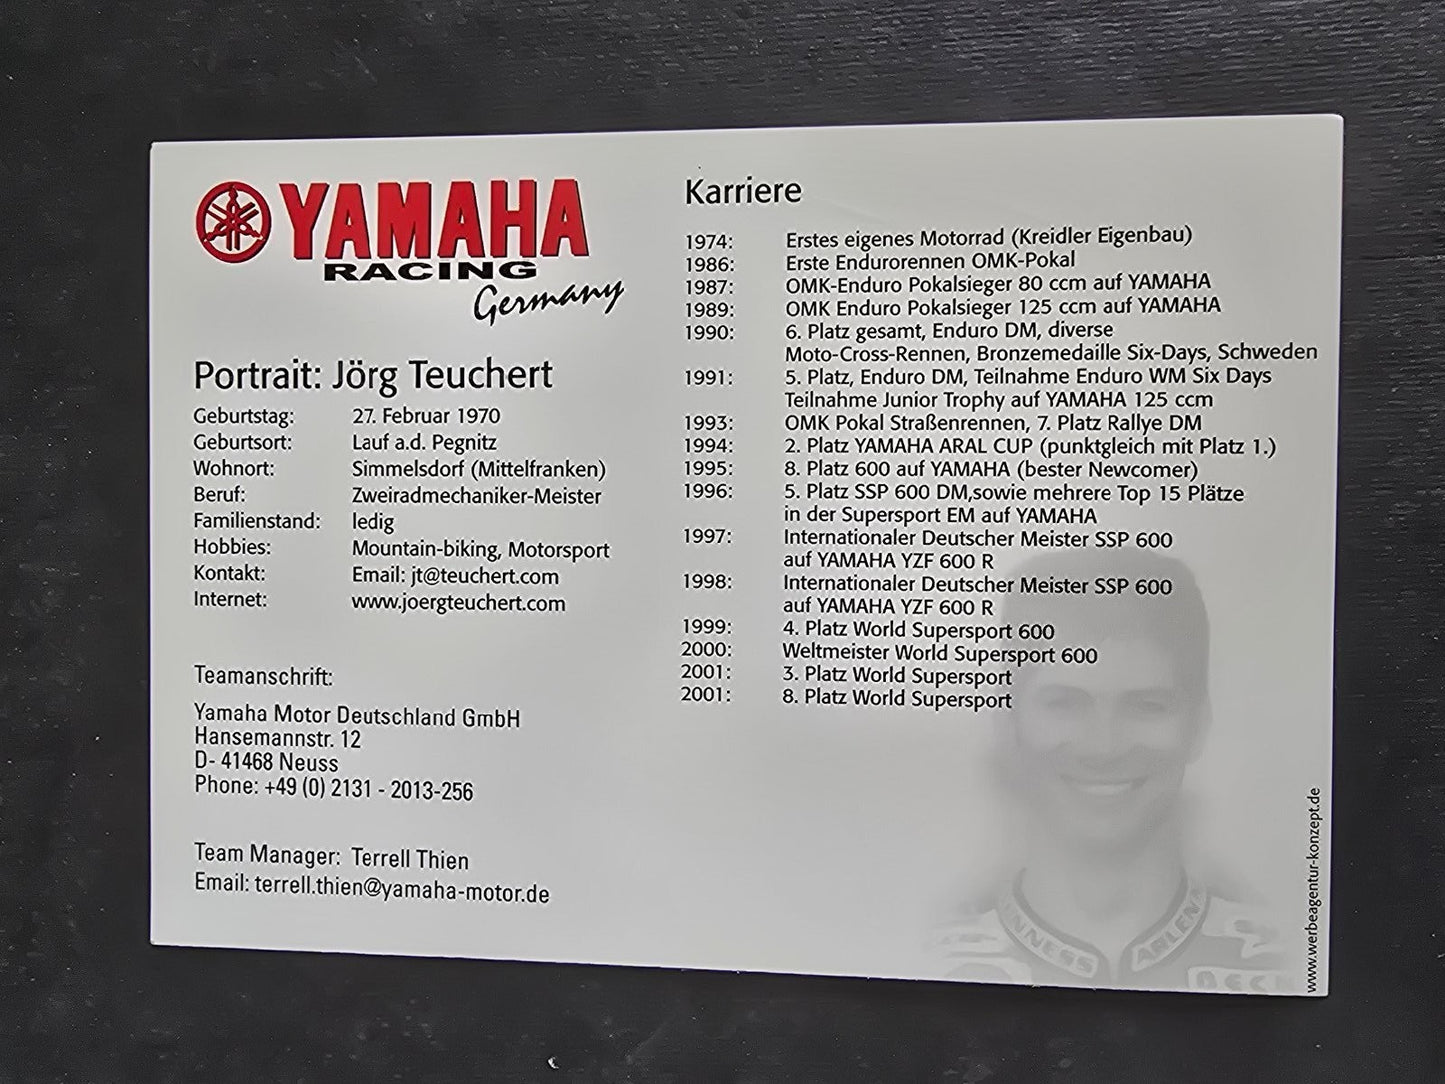 YAMAHA
RACING
Germany
Portrait: Jörg Teuchert
Geburtstag: 27. Februar 1970
Geburtsort: Lauf a.d. Pegnitz
Wohnort: Simmelsdorf (Mittelfranken)
Beruf: Zweiradmechaniker-Meister
Familienstand: ledig
Hobbies: Mountain-biking, Motorsport
Kontakt: Email: jt@teuchert.com
Internet: www.joergteuchert.com
Teamanschrift:
Yamaha Motor Deutschland GmbH
Hansemannstr. 12
D- 41468 Neuss
Phone: +49 (0) 2131 - 2013-256
Team Manager: Terrell Thien
Email: terrell.thien@yamaha-motor.de
Karriere
1974: Erstes eigenes Motorrad (Kreidler Eigenbau)
1986: Erste Endurorennen OMK-Pokal
1987: OMK-Enduro Pokalsieger 80 ccm auf YAMAHA
1989: OMK Enduro Pokalsieger 125 ccm auf YAMAHA
1990: 6. Platz gesamt, Enduro DM, diverse
Moto-Cross-Rennen, Bronzemedaille Six-Days, Schweden
1991: 5. Platz, Enduro DM, Teilnahme Enduro WM Six Days
Teilnahme Junior Trophy auf YAMAHA 125 ccm
1993: OMK Pokal Straßenrennen, 7. Platz Rallye DM
1994: 2. Platz YAMAHA ARAL CUP (punktgleich mit Platz 1.)
1995: 8. Platz 600 auf YAMAHA (bester Newcomer)
1996: 5. Platz SSP 600 DM,sowie mehrere Top 15 Plätze
in der Supersport EM auf YAMAHA
1997: Internationaler Deutscher Meister SSP 600
auf YAMAHA YZF 600 R
1998: Internationaler Deutscher Meister SSP 600
auf YAMAHA YZF 600 R
1999: 4. Platz World Supersport 600
2000: Weltmeister World Supersport 600
2001: 3. Platz World Supersport
2001: 8. Platz World Supersport
www.werbeagentur-konzept.de